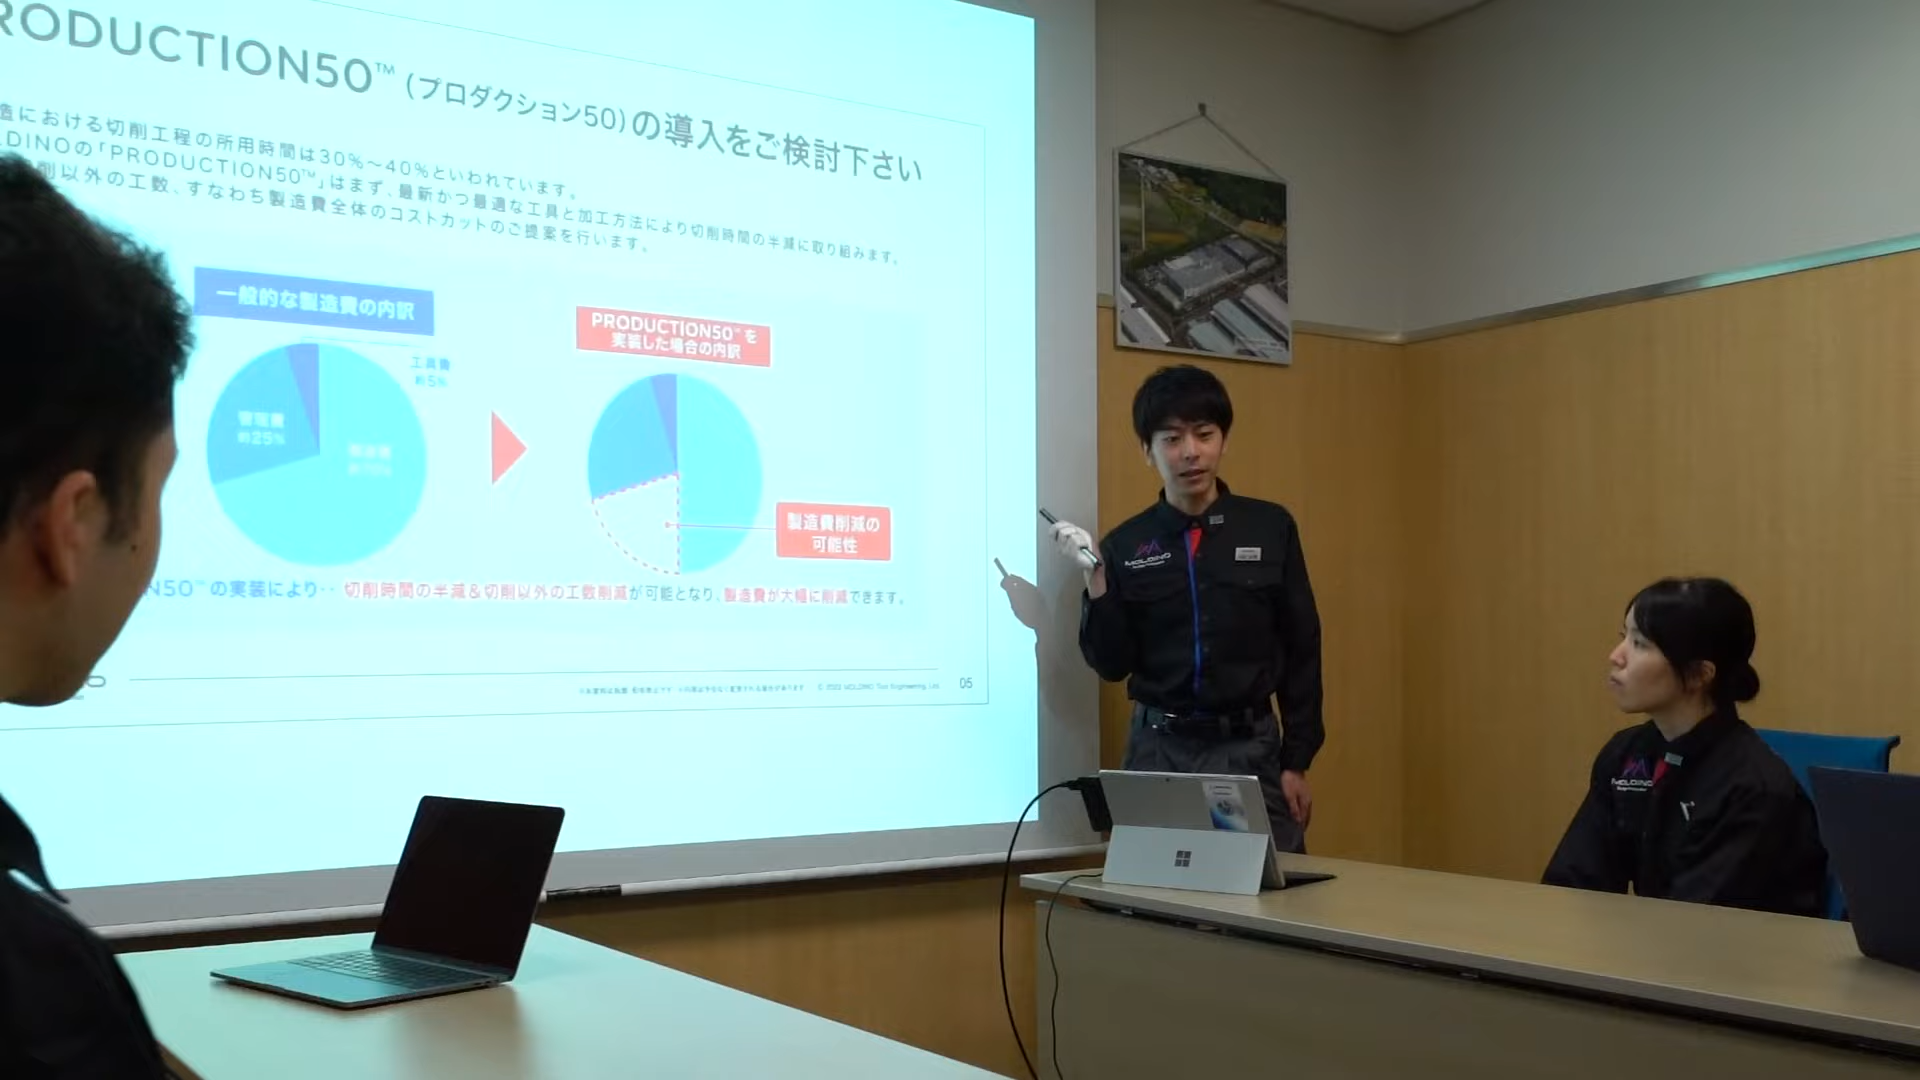 RODUCTION50™ (プロダクション50)の導入をご検討下さい
造における切削工程の所用時間は30%～40%といわれています。
LDINOの「PRODUCTION50™」はまず、最新かつ最適な工具と加工方法により切削時間の半減に取り組みます。
削以外の工数、すなわち製造費全体のコストカットのご提案を行います。
一般的な製造費の内訳
工具費
約5%
管理費
約25%
PRODUCTION50™を
実装した場合の内訳
製造費削減の
可能性
N50™の実装により‥ 切削時間の半減&切削以外の工数削減が可能となり、製造費が大幅に削減できます。
© 2022 MOLDINO Tool Engineering, Ltd.
05
MOLDINO
MOLDINO